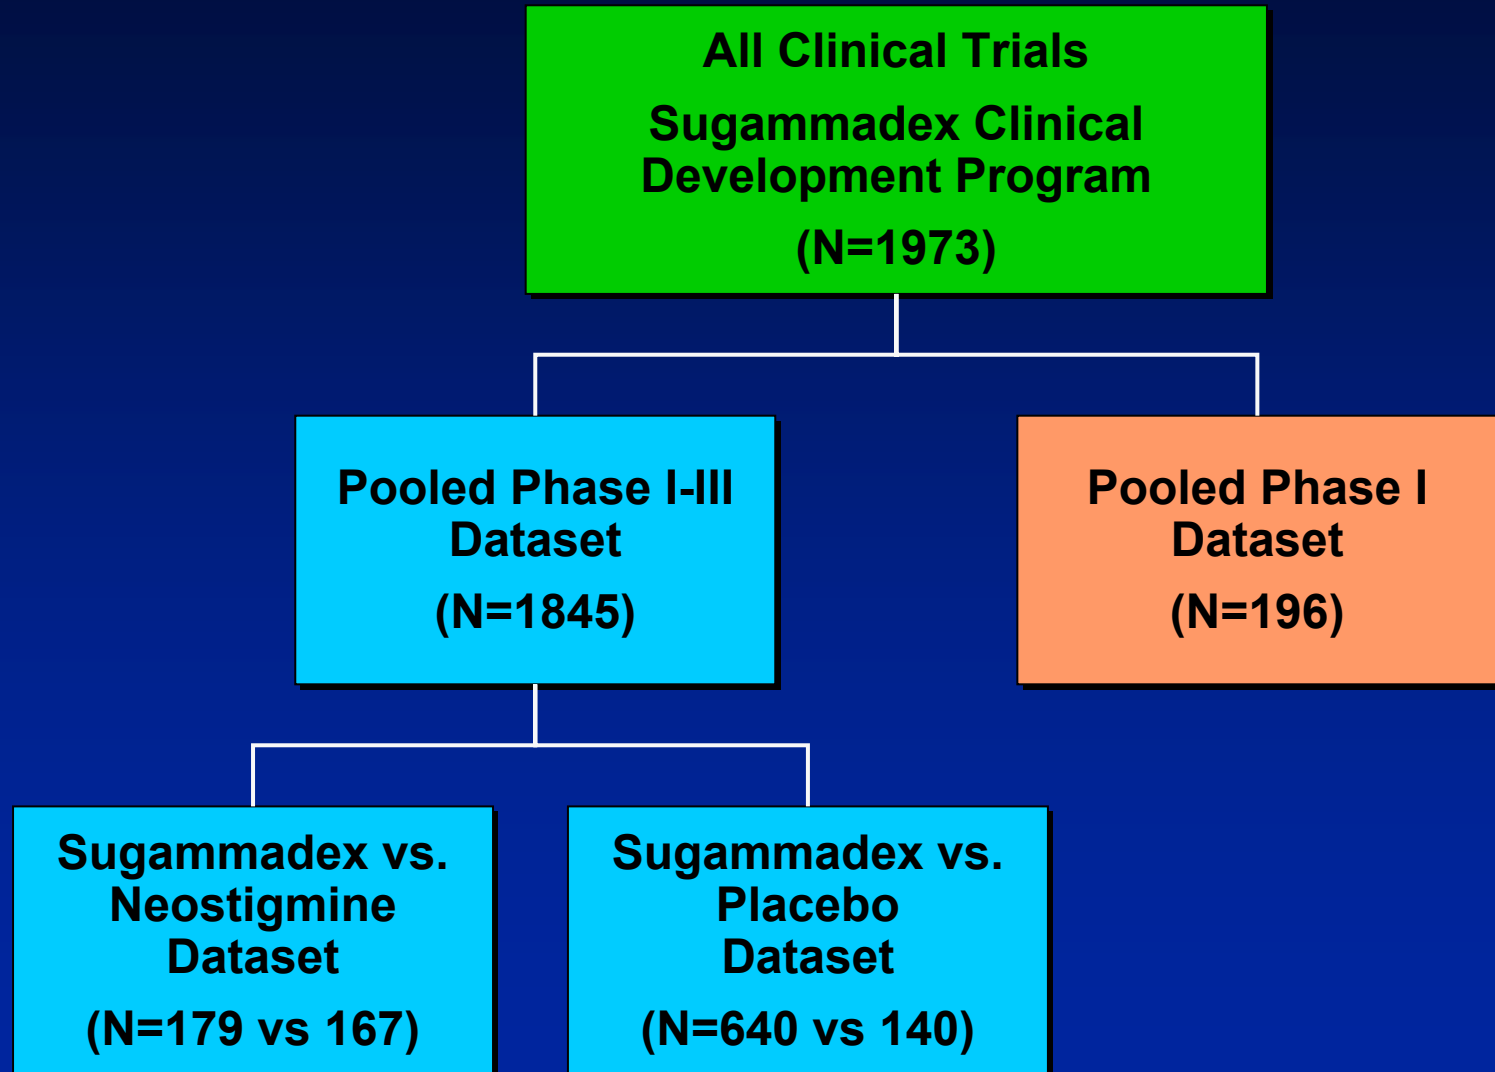 All Clinical Trials
Sugammadex Clinical
Development Program
(N=1973)
Pooled Phase I-III
Dataset
(N=1845)
Pooled Phase I
Dataset
(N=196)
Sugammadex vs.
Neostigmine
Dataset
(N=179 vs 167)
Sugammadex vs.
Placebo
Dataset
(N=640 vs 140)